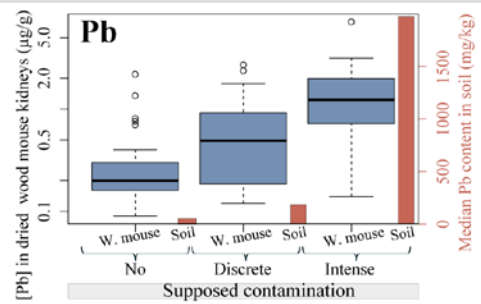 Pb
[Pb] in dried wood mouse kidneys (µg/g)
5.0
2.0
0.5
0.1
Median Pb content in soil (mg/kg)
1500
1000
500
0
W. mouse Soil W. mouse Soil W. mouse Soil
No Discrete Intense
Supposed contamination